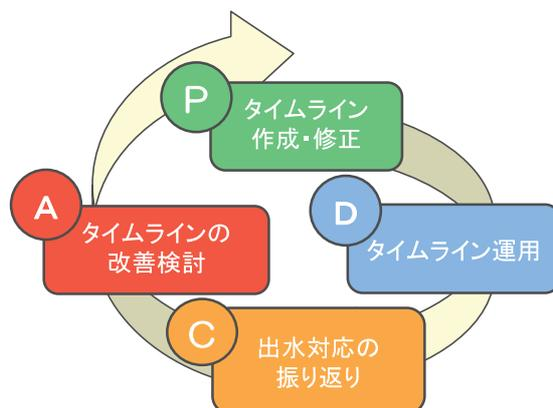 P
タイムライン
作成・修正
D
タイムライン運用
C
出水対応の
振り返り
A
タイムラインの
改善検討